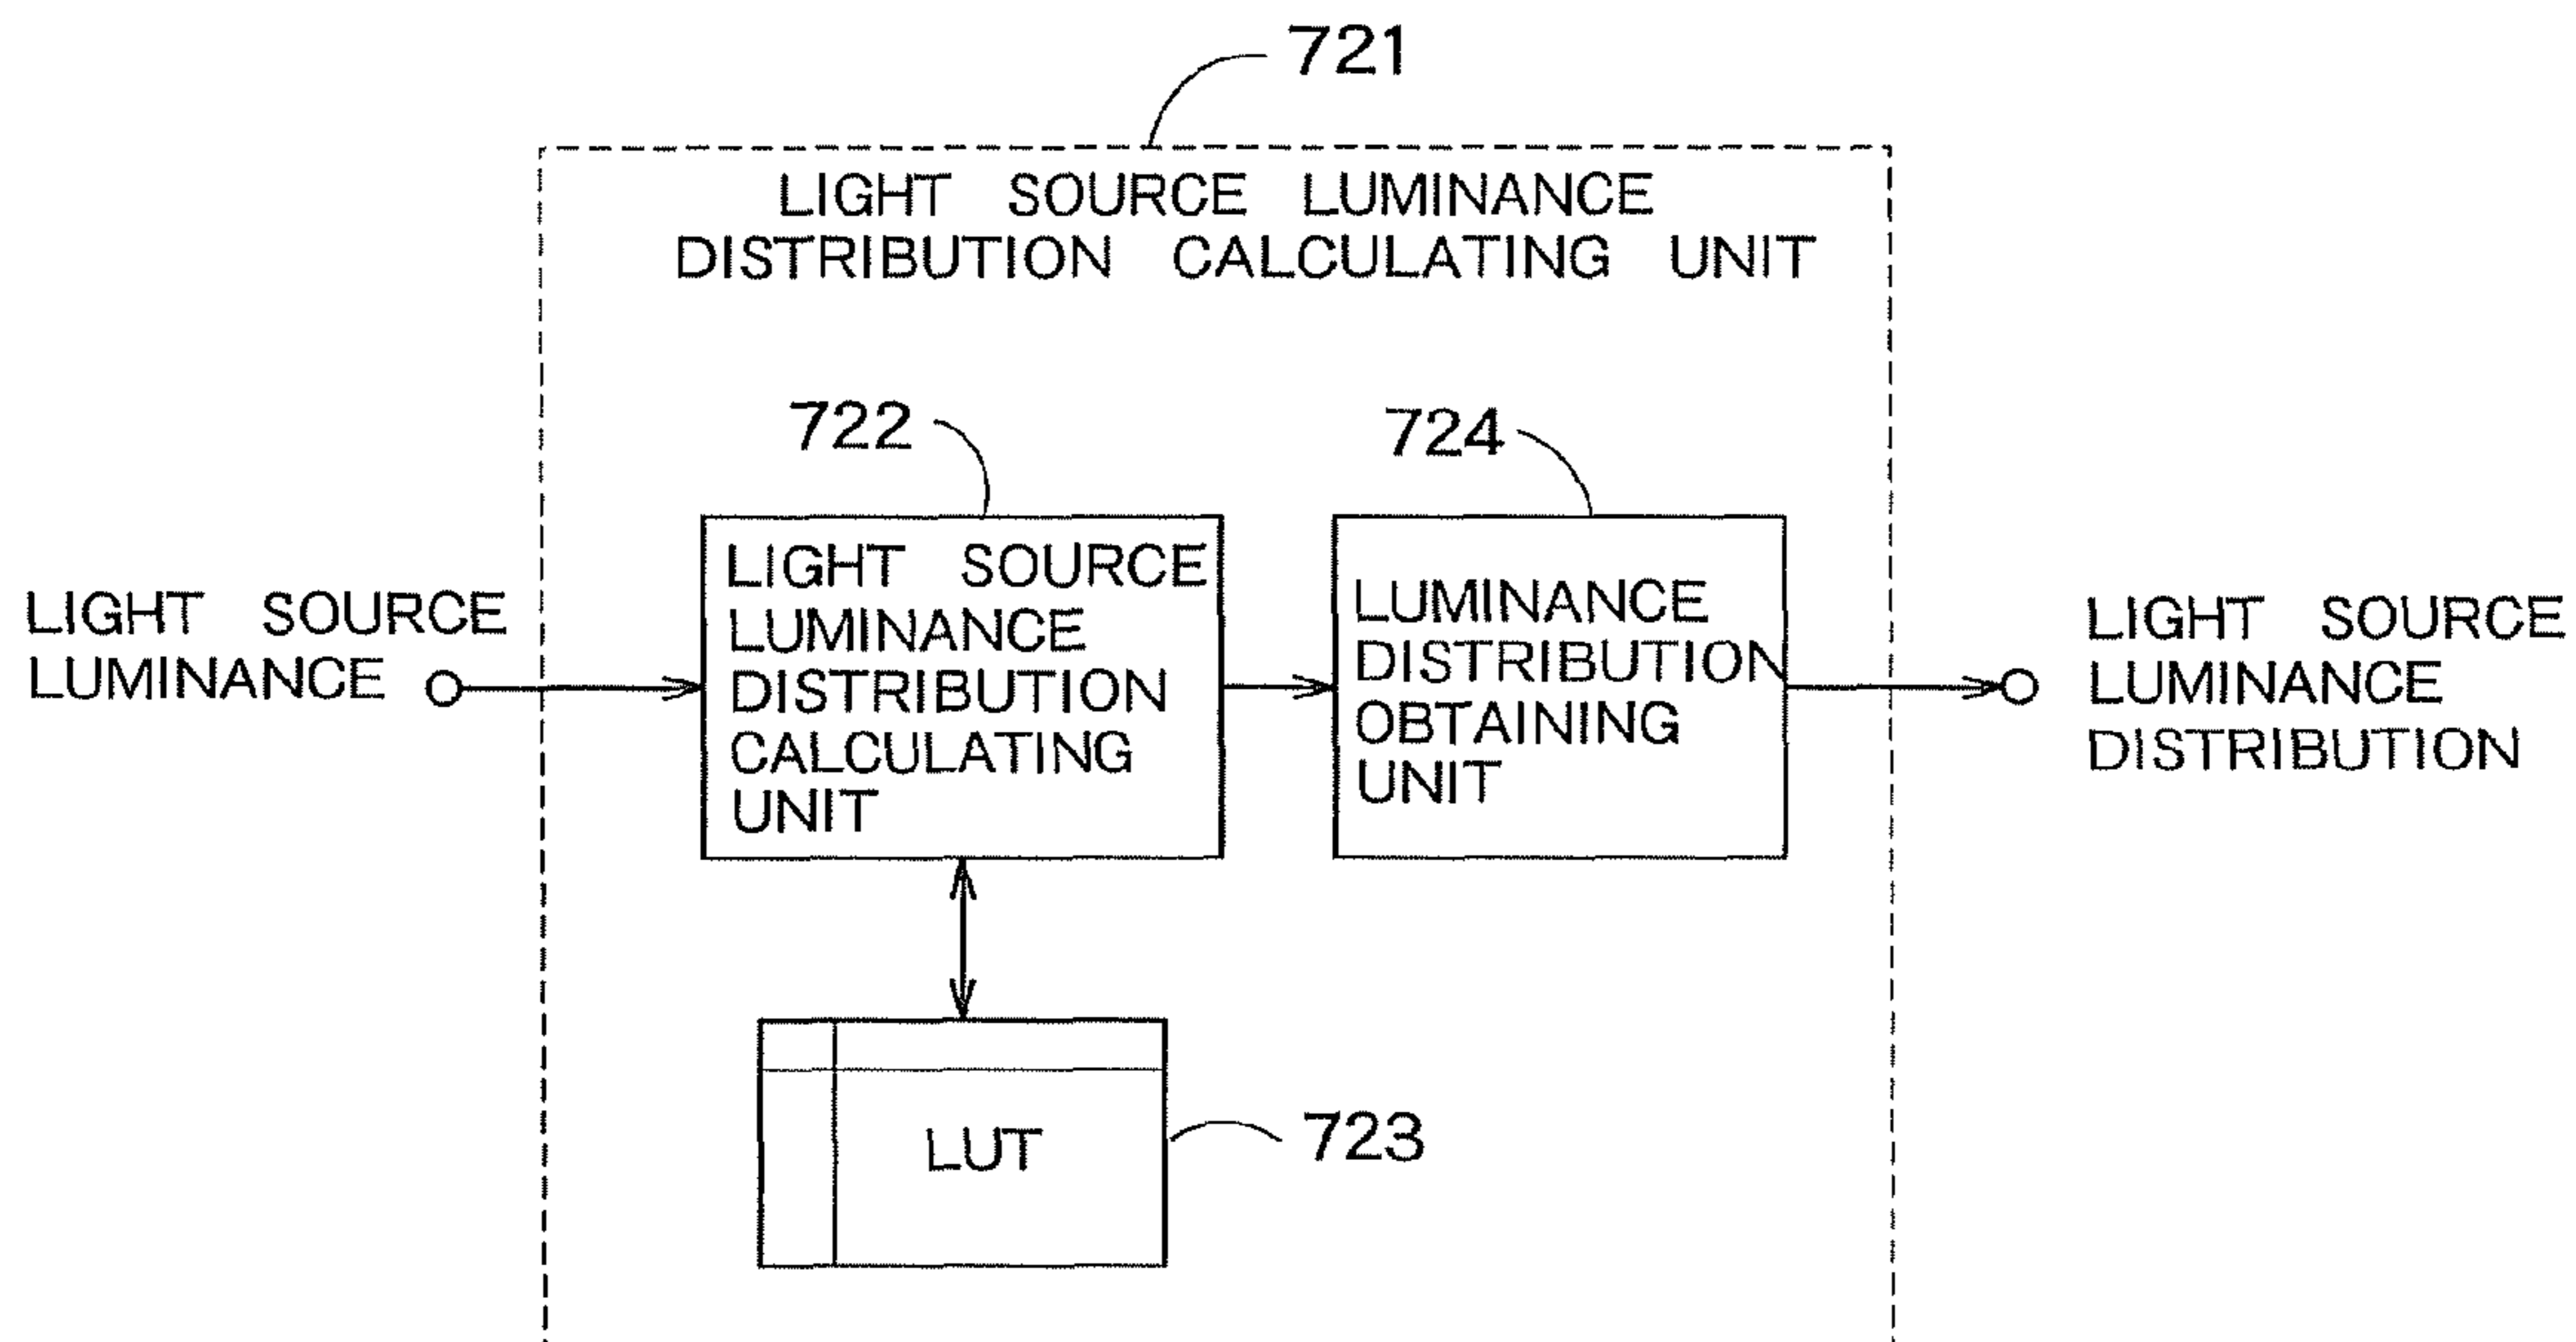 721
LIGHT SOURCE LUMINANCE
DISTRIBUTION CALCULATING UNIT
722
724
LIGHT SOURCE
LUMINANCE
LIGHT SOURCE
LUMINANCE
DISTRIBUTION
CALCULATING
UNIT
LUMINANCE
DISTRIBUTION
OBTAINING
UNIT
LIGHT SOURCE
LUMINANCE
DISTRIBUTION
LUT
723